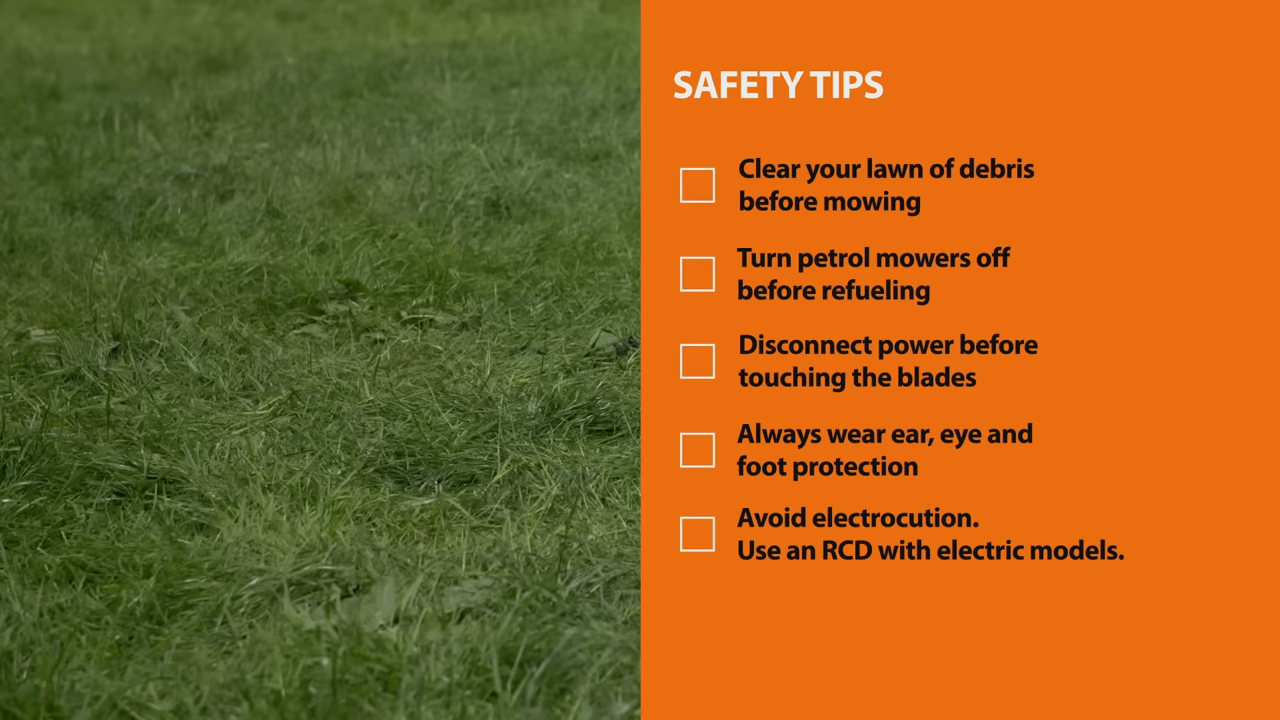 SAFETY TIPS
Clear your lawn of debris
before mowing
Turn petrol mowers off
before refueling
Disconnect power before
touching the blades
Always wear ear, eye and
foot protection
Avoid electrocution.
Use an RCD with electric models.